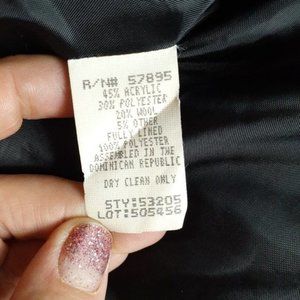 R/N# 57895
45% ACRYLIC
30% POLYESTER
20% WOOL
5% OTHER
FULLY LINED
100% POLYESTER
ASSEMBLED IN THE
DOMINICAN REPUBLIC
DRY CLEAN ONLY
STY:53205
LOT:505456